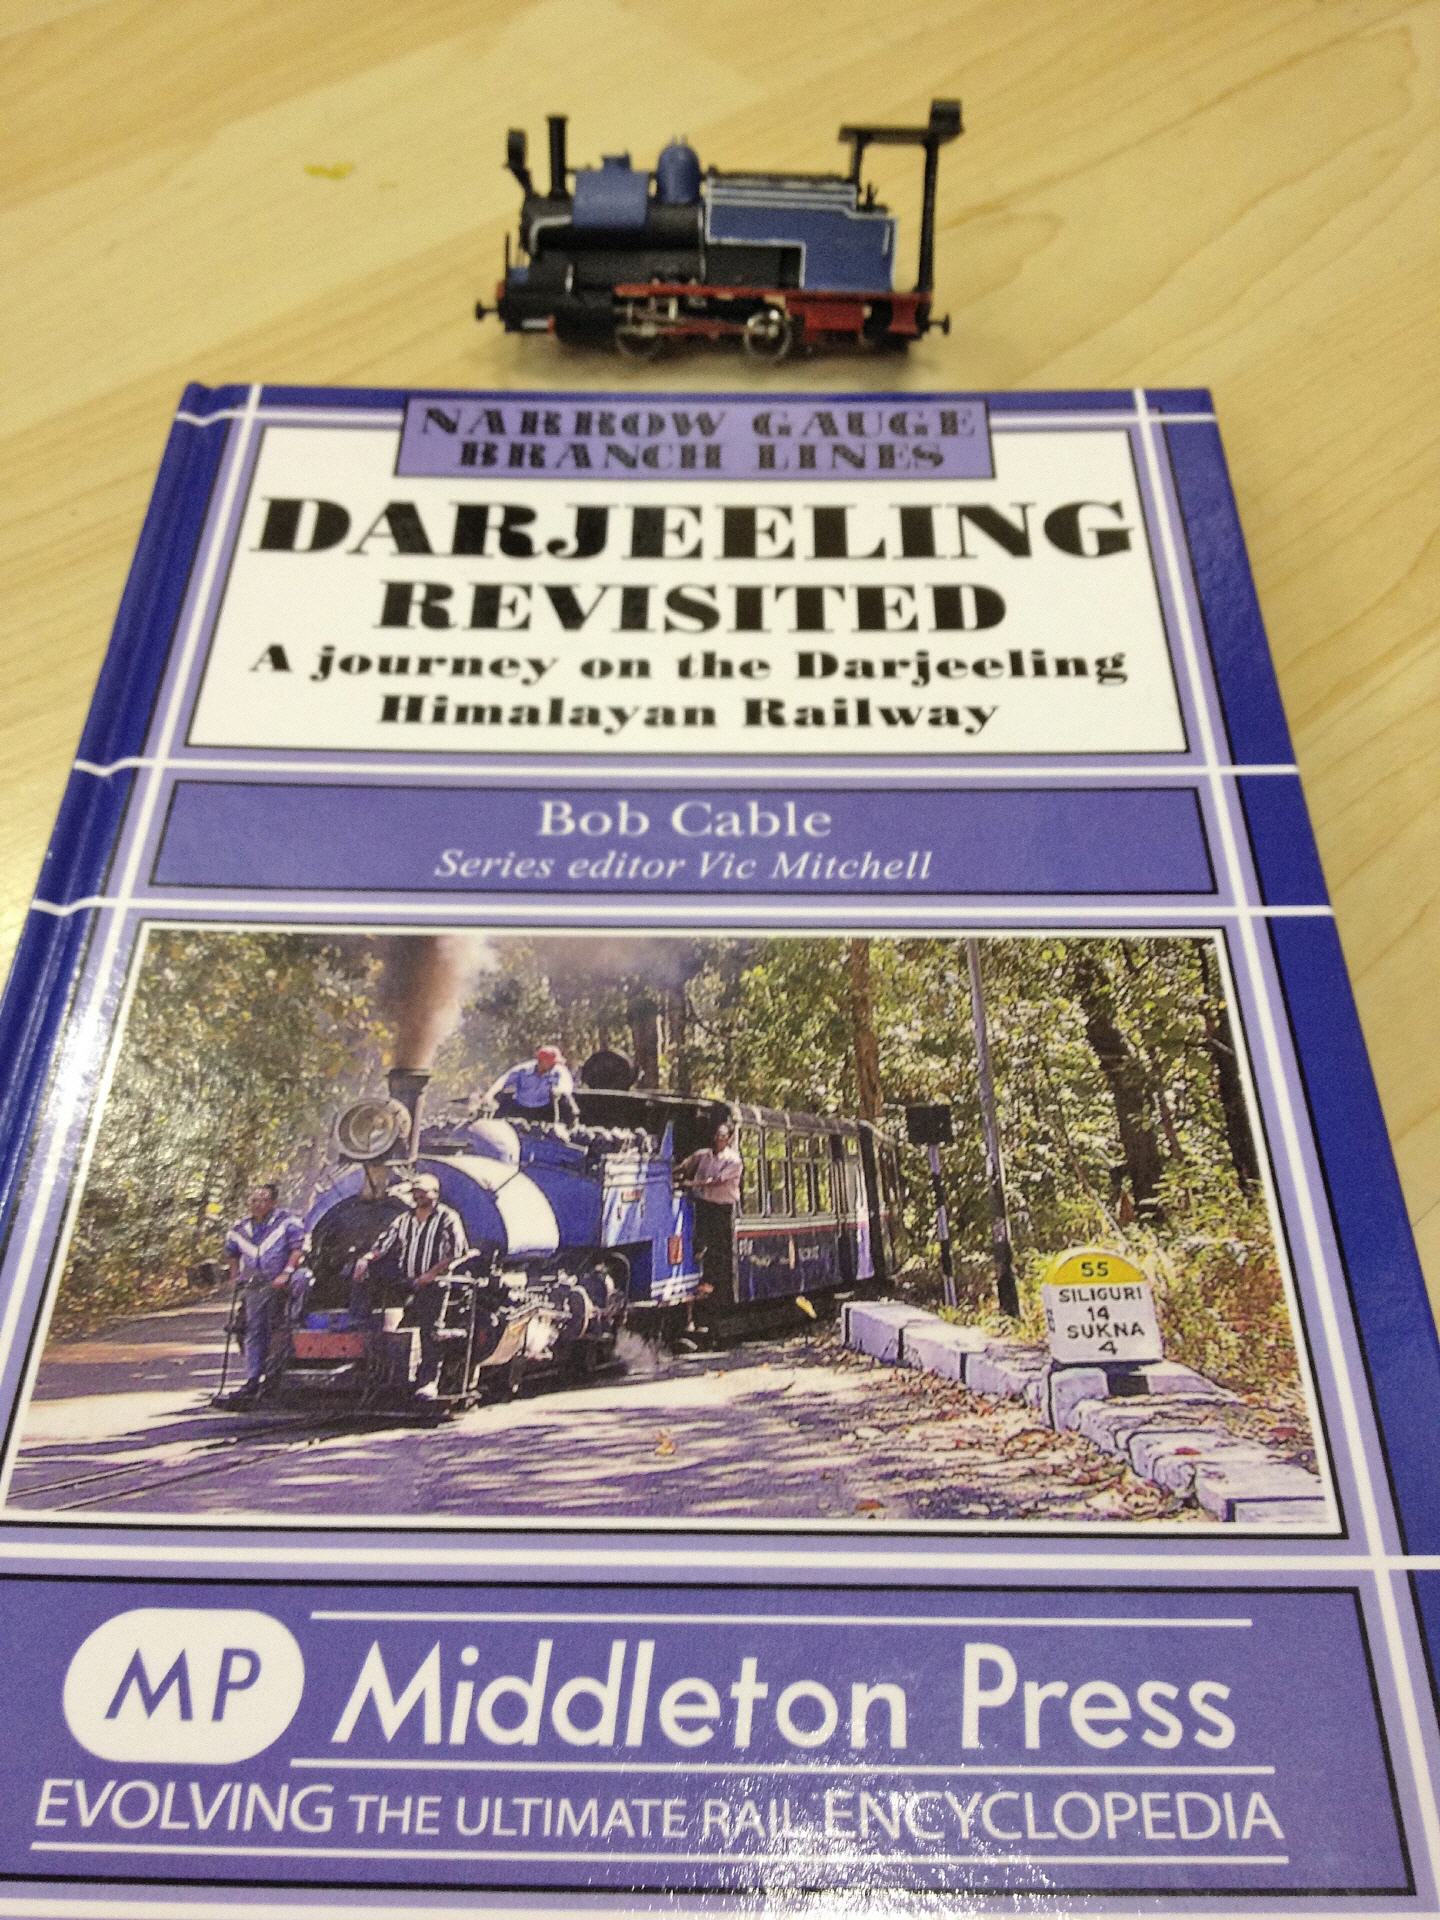 NARROW GAUGE
BRANCH LINES
DARJEELING
REVISITED
A journey on the Darjeeling
Himalayan Railway
Bob Cable
Series editor Vic Mitchell
55
SILIGURI
14
SUKNA
4
MP Middleton Press
EVOLVING THE ULTIMATE RAIL ENCYCLOPEDIA